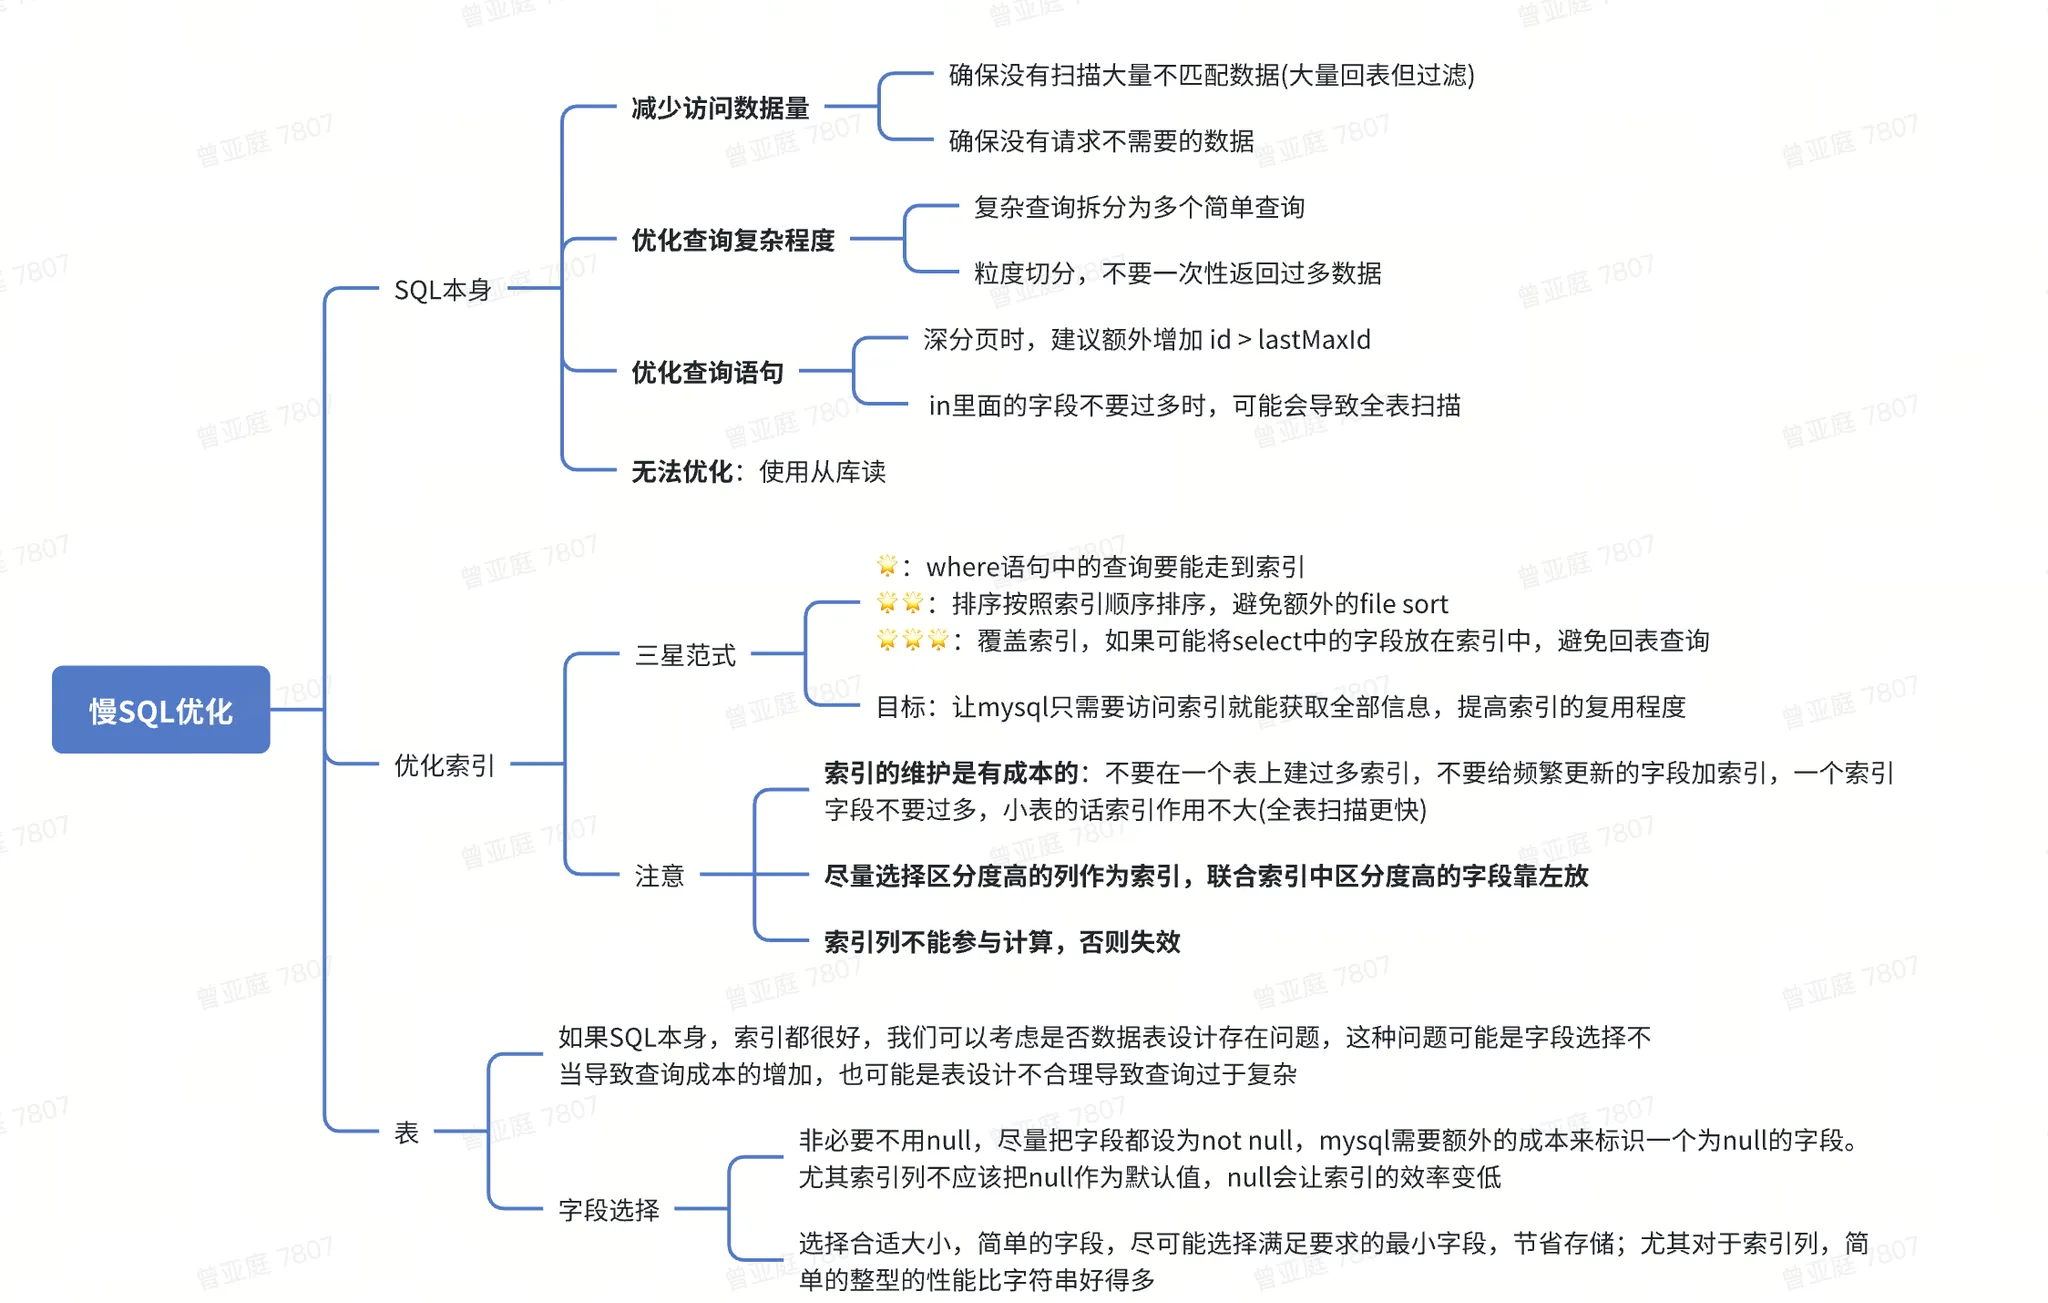 慢SQL优化
SQL本身
减少访问数据量
确保没有扫描大量不匹配数据(大量回表但过滤)
确保没有请求不需要的数据
优化查询复杂程度
复杂查询拆分为多个简单查询
粒度切分，不要一次性返回过多数据
优化查询语句
深分页时，建议额外增加 id > lastMaxId
in里面的字段不要过多时，可能会导致全表扫描
无法优化：使用从库读
优化索引
三星范式
🌟：where语句中的查询要能走到索引
🌟🌟：排序按照索引顺序排序，避免额外的file sort
🌟🌟🌟：覆盖索引，如果可能将select中的字段放在索引中，避免回表查询
目标：让mysql只需要访问索引就能获取全部信息，提高索引的复用程度
注意
索引的维护是有成本的：不要在一个表上建过多索引，不要给频繁更新的字段加索引，一个索引
字段不要过多，小表的话索引作用不大(全表扫描更快)
尽量选择区分度高的列作为索引，联合索引中区分度高的字段靠左放
索引列不能参与计算，否则失效
表
如果SQL本身，索引都很好，我们可以考虑是否数据表设计存在问题，这种问题可能是字段选择不
当导致查询成本的增加，也可能是表设计不合理导致查询过于复杂
字段选择
非必要不用null，尽量把字段都设为not null，mysql需要额外的成本来标识一个为null的字段。
尤其索引列不应该把null作为默认值，null会让索引的效率变低
选择合适大小，简单的字段，尽可能选择满足要求的最小字段，节省存储；尤其对于索引列，简
单的整型的性能比字符串好得多
曾亚庭 7807